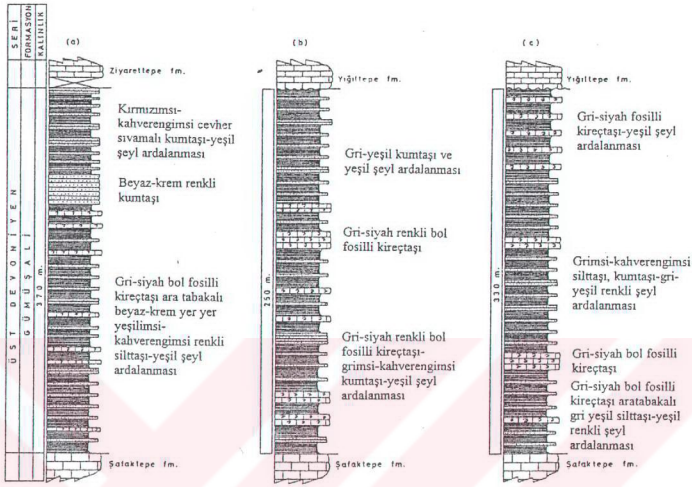 SERİ
FORMASYON
KALINLIK
(a)
Ziyarettepe fm.
Kırmızımsı-
kahverengimsi cevher
sıvamalı kumtaşı-yeşil
şeyl ardalanması
Beyaz-krem renkli
kumtaşı
Gri-siyah bol fosilli
kireçtaşı ara tabakalı
beyaz-krem yer yer
yeşilimsi-
kahverengimsi renkli
silttaşı-yeşil şeyl
ardalanması
ÜST DEVONİYEN
GÜMÜŞALİ
370 m.
Şafaktepe fm.
(b)
Yığıltepe fm.
Gri-yeşil kumtaşı ve
yeşil şeyl ardalanması
Gri-siyah renkli bol
fosilli kireçtaşı
250 m.
Gri-siyah renkli bol
fosilli kireçtaşı-
grimsi-kahverengimsi
kumtaşı-yeşil şeyl
ardalanması
Şafaktepe fm.
(c)
Yığıltepe fm.
Gri-siyah fosilli
kireçtaşı-yeşil şeyl
ardalanması
330 m.
Grimsi-kahverengimsi
silttaşı, kumtaşı-gri-
yeşil renkli şeyl
ardalanması
Gri-siyah bol fosilli
kireçtaşı
Gri-siyah bol fosilli
kireçtaşı aratabakalı
gri yeşil silttaşı-yeşil
renkli şeyl
ardalanması
Şafaktepe fm.